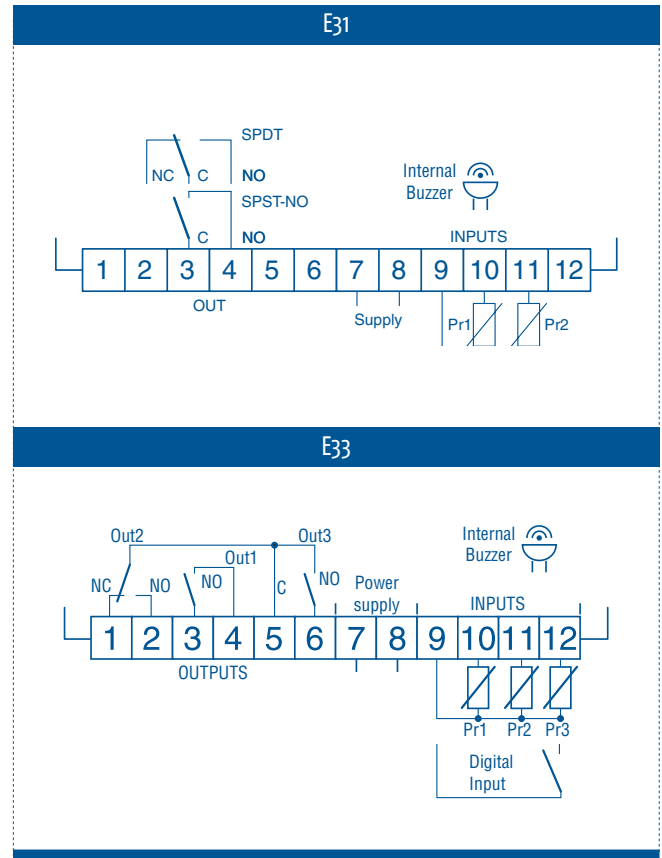 E31
SPDT
NC C NO
SPST-NO
C NO
Internal
Buzzer
INPUTS
1 2 3 4 5 6 7 8 9 10 11 12
OUT
Supply
Pr1 Pr2
E33
Out2 Out3
Out1
Internal
Buzzer
NC NO NO C NO
Power
supply
INPUTS
1 2 3 4 5 6 7 8 9 10 11 12
OUTPUTS
Pr1 Pr2 Pr3
Digital
Input